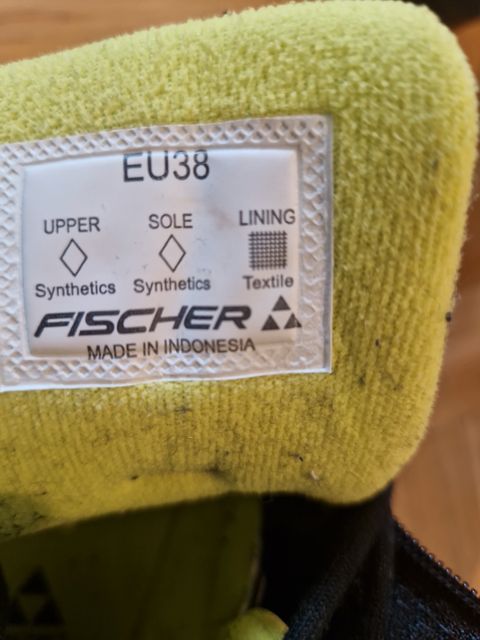 EU38
UPPER SOLE LINING
Synthetics Synthetics Textile
FISCHER
MADE IN INDONESIA